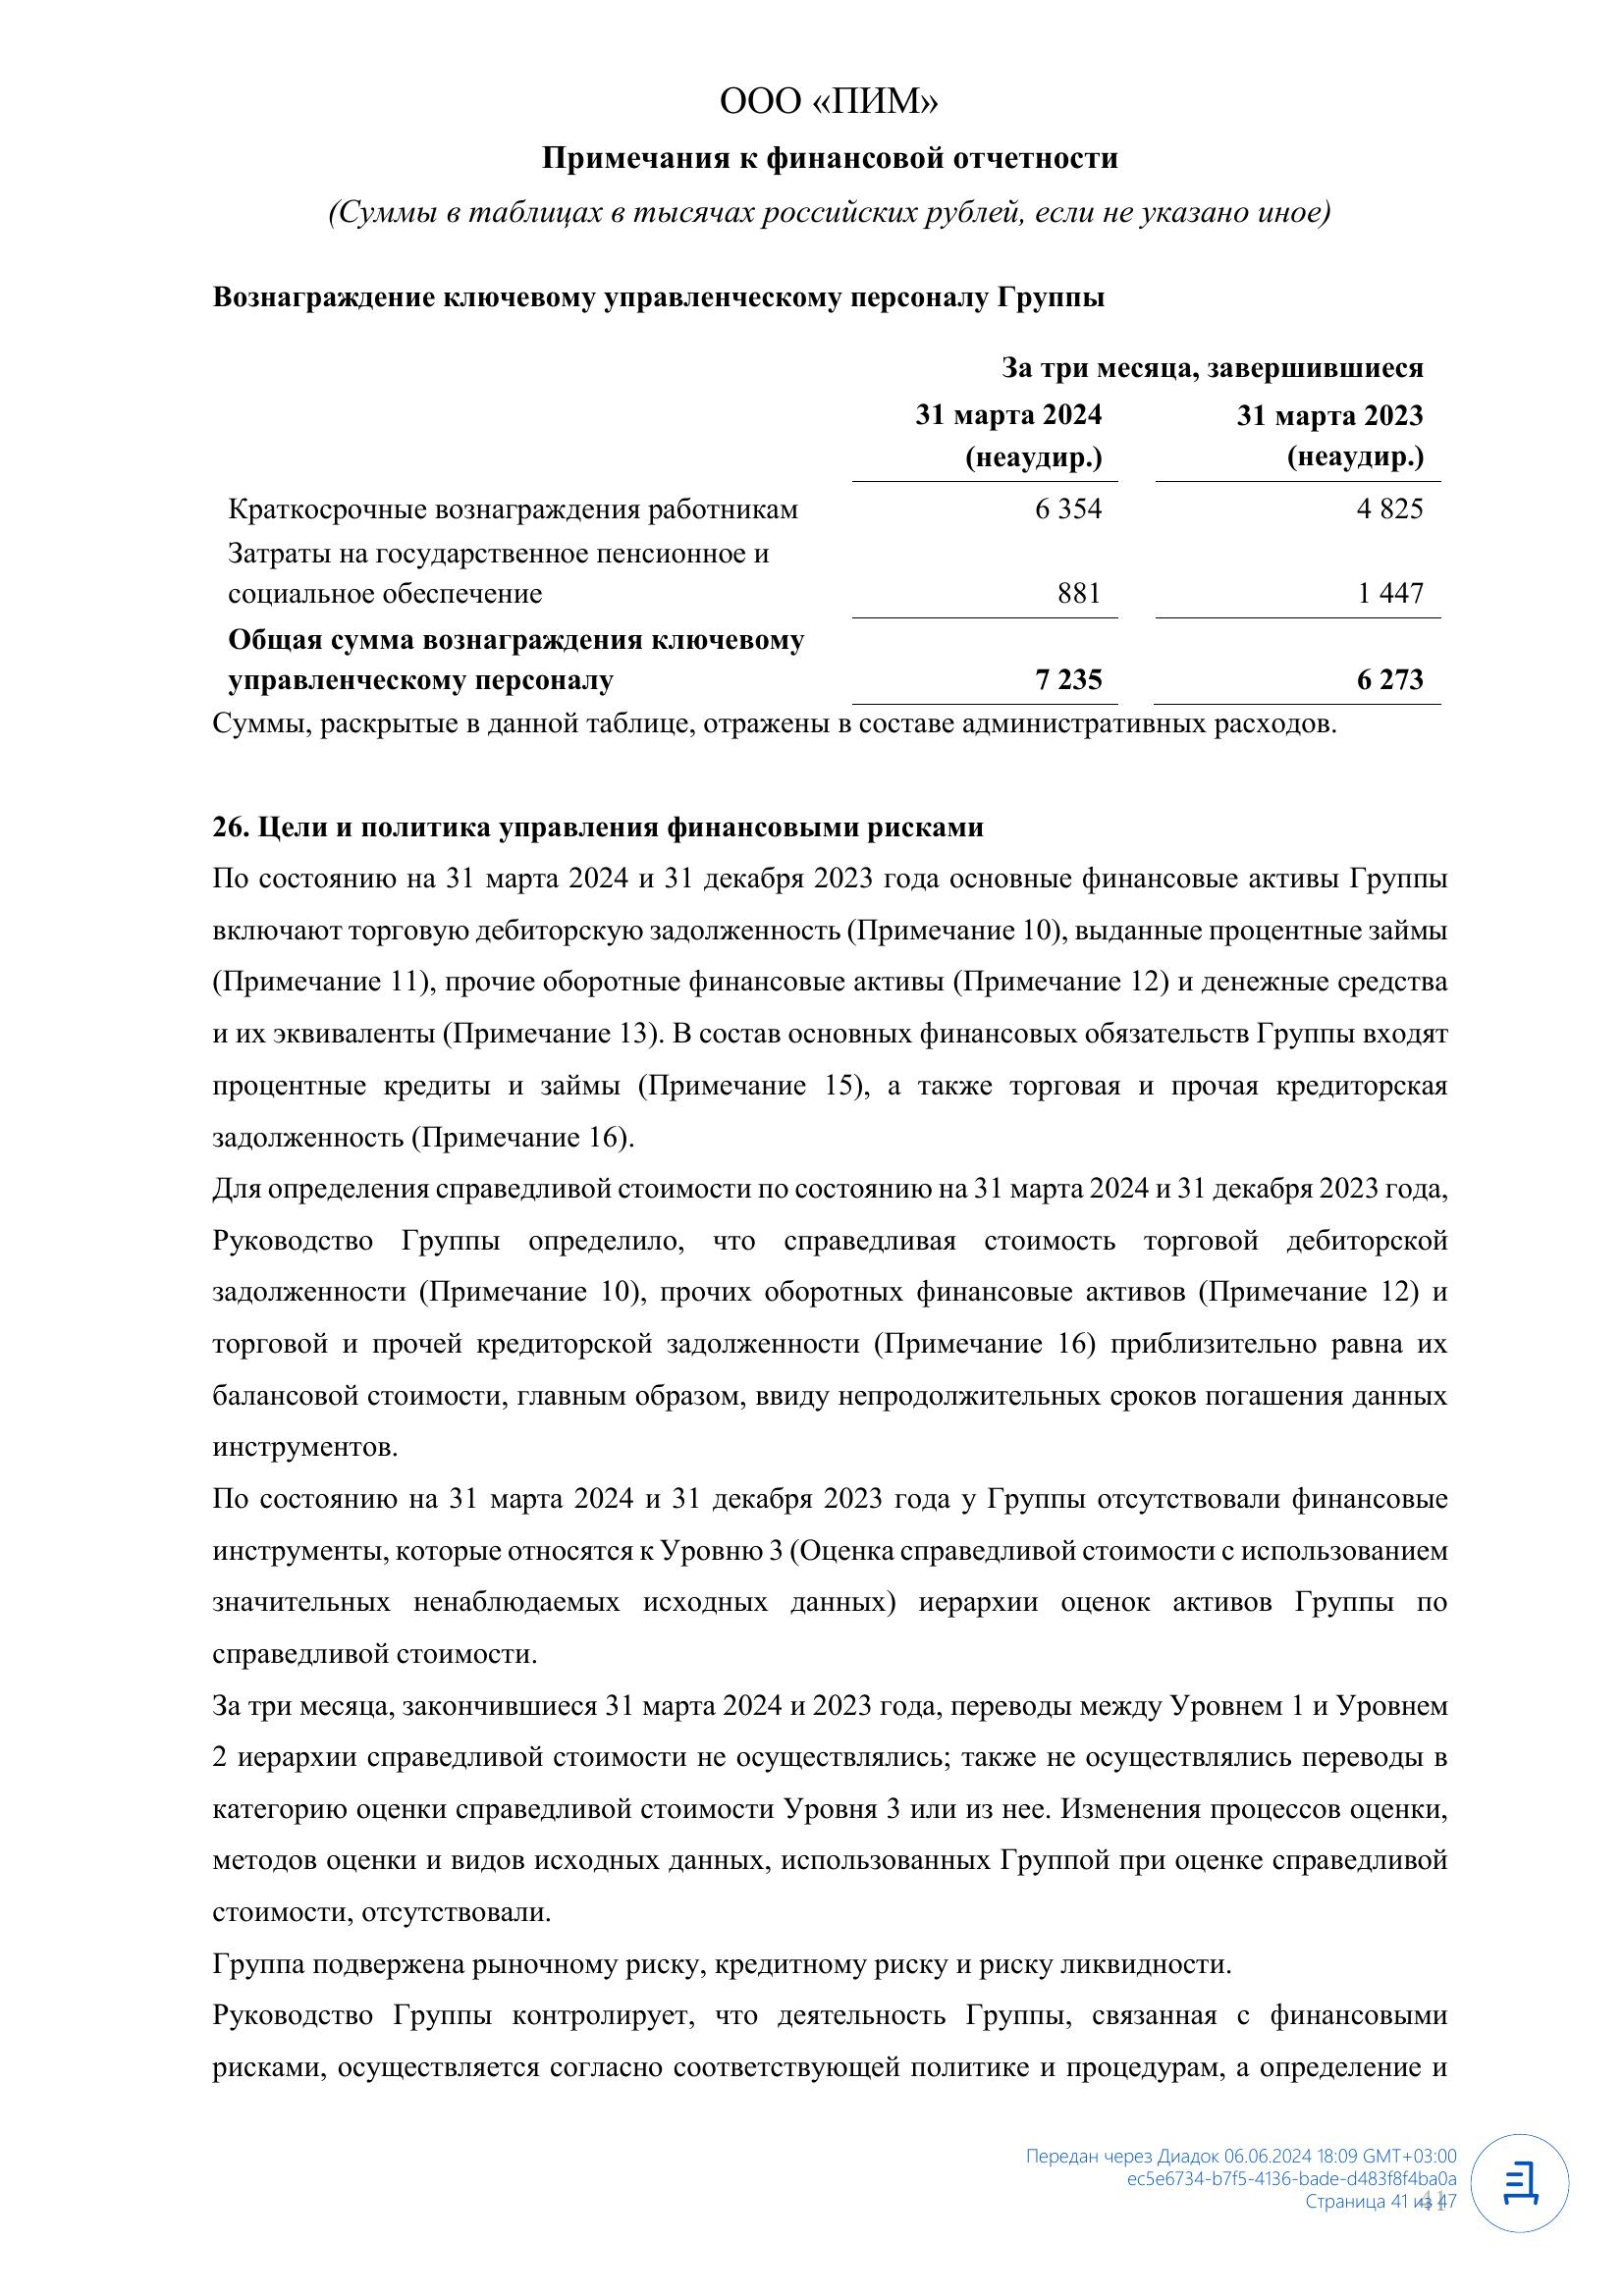 ООО «ПИМ»
Примечания к финансовой отчетности
(Суммы в таблицах в тысячах российских рублей, если не указано иное)
Вознаграждение ключевому управленческому персоналу Группы
За три месяца, завершившиеся
31 марта 2024 31 марта 2023
(неаудир.) (неаудир.)
Краткосрочные вознаграждения работникам 6 354 4 825
Затраты на государственное пенсионное и
социальное обеспечение 881 1 447
Общая сумма вознаграждения ключевому
управленческому персоналу 7 235 6 273
Суммы, раскрытые в данной таблице, отражены в составе административных расходов.
26. Цели и политика управления финансовыми рисками
По состоянию на 31 марта 2024 и 31 декабря 2023 года основные финансовые активы Группы
включают торговую дебиторскую задолженность (Примечание 10), выданные процентные займы
(Примечание 11), прочие оборотные финансовые активы (Примечание 12) и денежные средства
и их эквиваленты (Примечание 13). В состав основных финансовых обязательств Группы входят
процентные кредиты и займы (Примечание 15), а также торговая и прочая кредиторская
задолженность (Примечание 16).
Для определения справедливой стоимости по состоянию на 31 марта 2024 и 31 декабря 2023 года,
Руководство Группы определило, что справедливая стоимость торговой дебиторской
задолженности (Примечание 10), прочих оборотных финансовые активов (Примечание 12) и
торговой и прочей кредиторской задолженности (Примечание 16) приблизительно равна их
балансовой стоимости, главным образом, ввиду непродолжительных сроков погашения данных
инструментов.
По состоянию на 31 марта 2024 и 31 декабря 2023 года у Группы отсутствовали финансовые
инструменты, которые относятся к Уровню 3 (Оценка справедливой стоимости с использованием
значительных ненаблюдаемых исходных данных) иерархии оценок активов Группы по
справедливой стоимости.
За три месяца, закончившиеся 31 марта 2024 и 2023 года, переводы между Уровнем 1 и Уровнем
2 иерархии справедливой стоимости не осуществлялись; также не осуществлялись переводы в
категорию оценки справедливой стоимости Уровня 3 или из нее. Изменения процессов оценки,
методов оценки и видов исходных данных, использованных Группой при оценке справедливой
стоимости, отсутствовали.
Группа подвержена рыночному риску, кредитному риску и риску ликвидности.
Руководство Группы контролирует, что деятельность Группы, связанная с финансовыми
рисками, осуществляется согласно соответствующей политике и процедурам, а определение и
Передан через Диадок 06.06.2024 18:09 GMT+03:00
ec5e6734-b7f5-4136-bade-d483f8f4ba0a
Страница 41 из 47
41